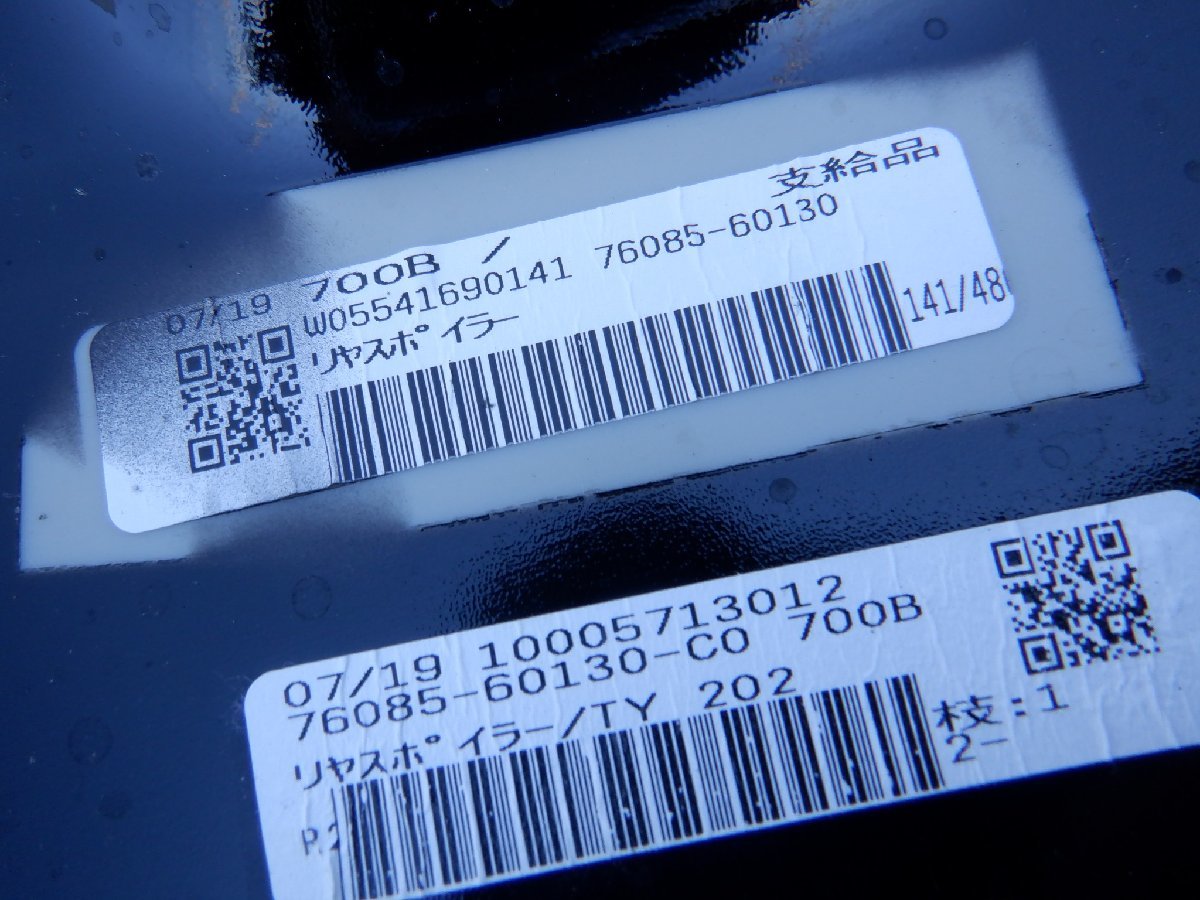 支給品
07/19 700B /
W05541690141 76085-60130
リヤスポイラー
141/48
07/19 10005713012
76085-60130-C0 700B
リヤスポイラー/TY 202
枝:1
2-
P.2